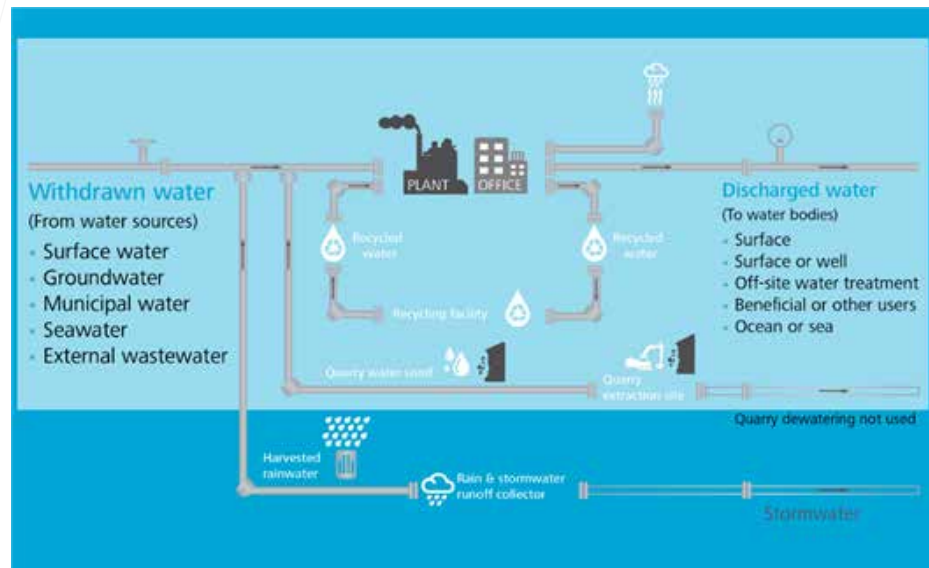 PLANT
OFFICE
Withdrawn water
(From water sources)
- Surface water
- Groundwater
- Municipal water
- Seawater
- External wastewater
Recycled
water
Recycled
water
Recycling facility
Discharged water
(To water bodies)
- Surface
- Surface or well
- Off-site water treatment
- Beneficial or other users
- Ocean or sea
Quarry water used
Quarry
extraction site
Quarry dewatering not used
Harvested
rainwater
Rain & stormwater
runoff collector
Stormwater